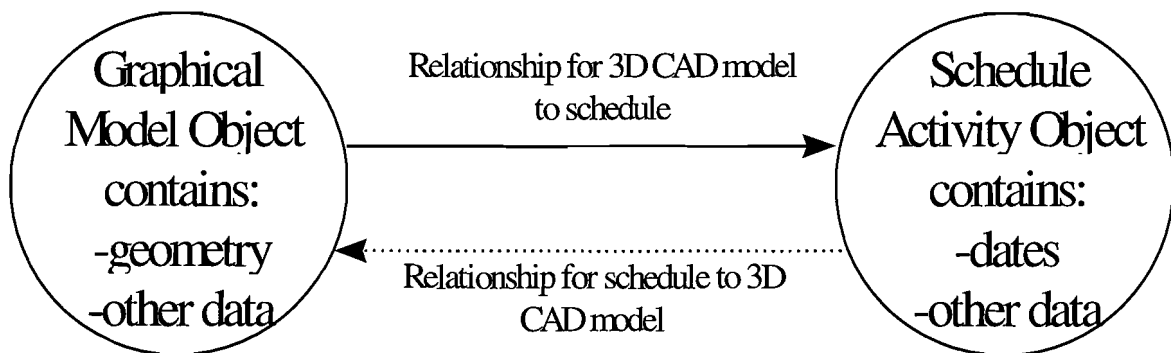 Graphical
Model Object
contains:
-geometry
-other data
Relationship for 3D CAD model
to schedule
Relationship for schedule to 3D
CAD model
Schedule
Activity Object
contains:
-dates
-other data